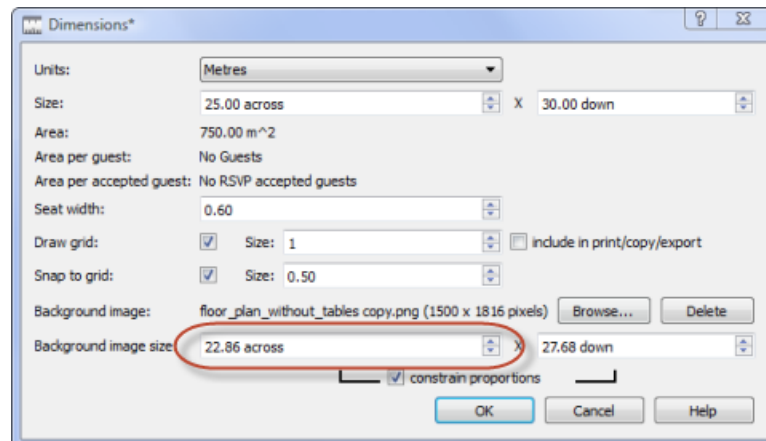 Dimensions*
Units: Metres
Size: 25.00 across X 30.00 down
Area: 750.00 m^2
Area per guest: No Guests
Area per accepted guest: No RSVP accepted guests
Seat width: 0.60
Draw grid: Size: 1 include in print/copy/export
Snap to grid: Size: 0.50
Background image: floor_plan_without_tables copy.png (1500 x 1816 pixels) Browse... Delete
Background image size 22.86 across X 27.68 down
constrain proportions
OK Cancel Help